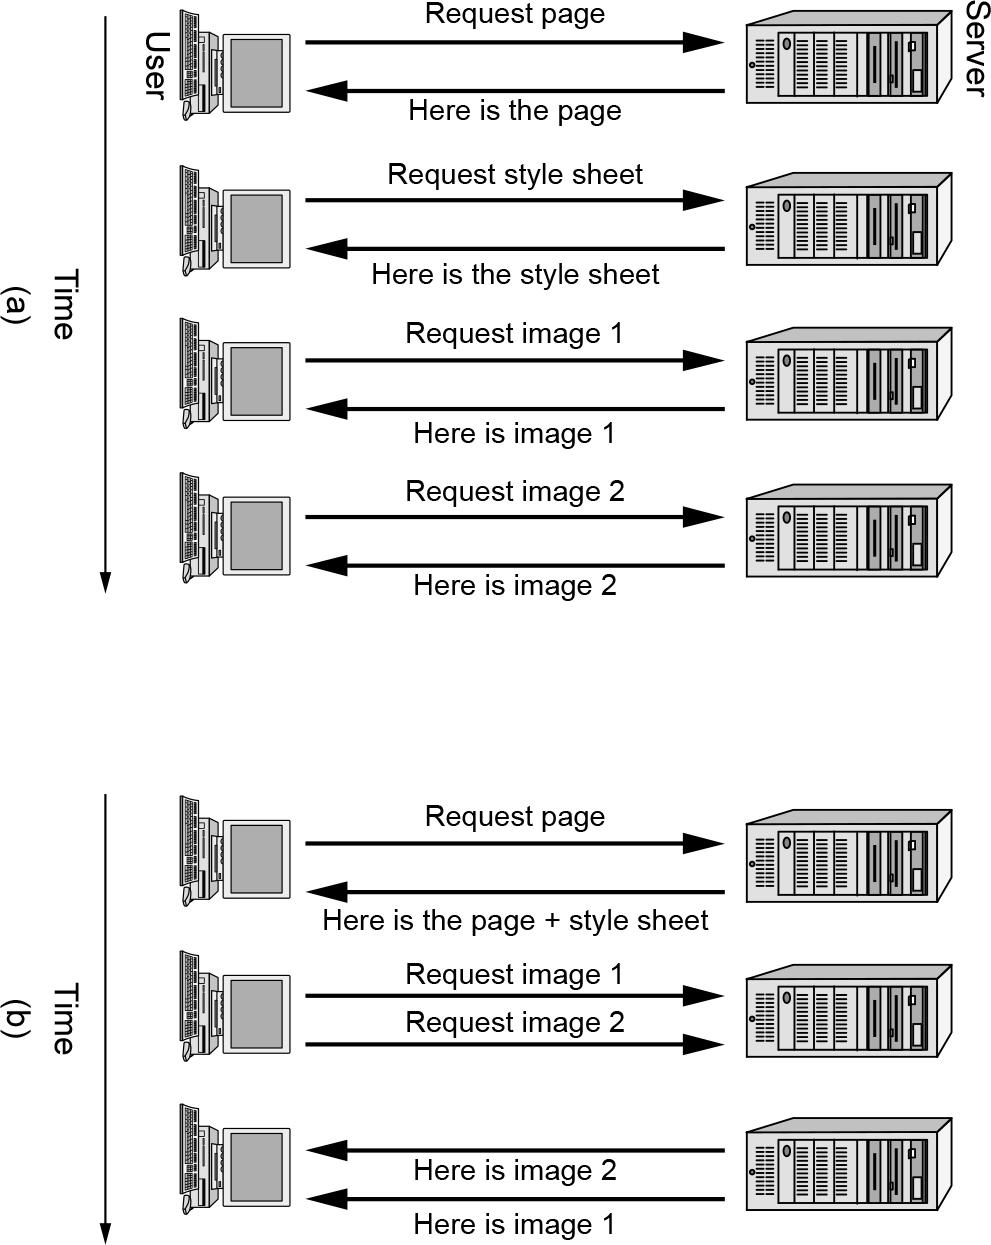 User
Server
Request page
Here is the page
Request style sheet
Here is the style sheet
Request image 1
Here is image 1
Request image 2
Here is image 2
Time
(a)
Request page
Here is the page + style sheet
Request image 1
Request image 2
Here is image 2
Here is image 1
Time
(b)